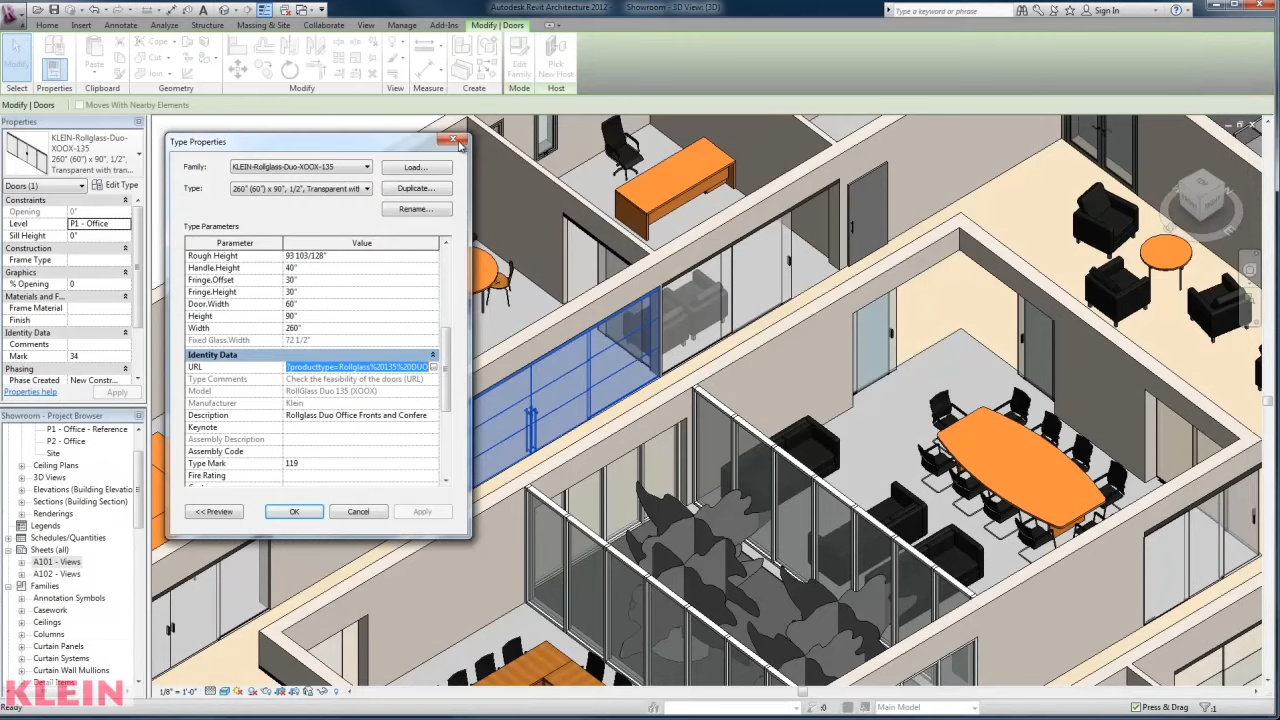 Autodesk Revit Architecture 2012 - Showroom - 3D View: {3D}
Type a keyword or phrase
Sign In
Home Insert Annotate Analyze Structure Massing & Site Collaborate View Manage Add-Ins Modify | Doors
Modify Paste Cope Cut Join Edit Family Pick New Host
Select Properties Clipboard Geometry Modify View Measure Create Mode Host
Modify | Doors Moves With Nearby Elements
Properties
KLEIN-Rollglass-Duo-XOOX-135
260" (60") x 90", 1/2", Transparent with tran...
Doors (1) Edit Type
Constraints
Opening 0"
Level P1 - Office
Sill Height 0"
Construction
Frame Type
Graphics
% Opening 0
Materials and F...
Frame Material
Finish
Identity Data
Comments
Mark 34
Phasing
Phase Created New Constr...
Properties help Apply
Showroom - Project Browser
P1 - Office - Reference
P2 - Office
Site
Ceiling Plans
3D Views
Elevations (Building Elevatio
Sections (Building Section)
Renderings
Legends
Schedules/Quantities
Sheets (all)
A101 - Views
A102 - Views
Families
Annotation Symbols
Casework
Ceilings
Columns
Curtain Panels
Curtain Systems
Curtain Wall Mullions
Detail Items
KLEIN
Type Properties
Family: KLEIN-Rollglass-Duo-XOOX-135 Load...
Type: 260" (60") x 90", 1/2", Transparent with Duplicate...
Rename...
Type Parameters
Parameter Value
Rough Height 93 103/128"
Handle.Height 40"
Fringe.Offset 30"
Fringe.Height 30"
Door.Width 60"
Height 90"
Width 260"
Fixed Glass.Width 72 1/2"
Identity Data
URL ?producttype=Rollglass%20135%20DUO
Type Comments Check the feasibility of the doors (URL)
Model RollGlass Duo 135 (XOOX)
Manufacturer Klein
Description Rollglass Duo Office Fronts and Confere
Keynote
Assembly Description
Assembly Code
Type Mark 119
Fire Rating
<< Preview OK Cancel Apply
1/8" = 1'-0"
Ready :0 Main Model Press & Drag :1